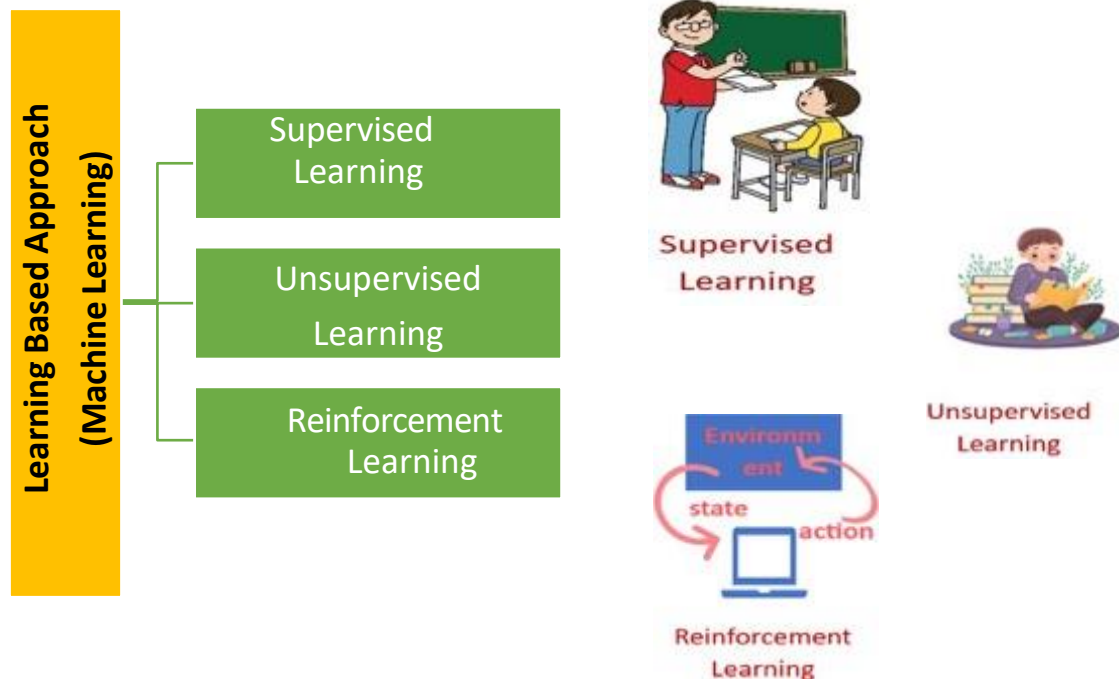 Learning Based Approach
(Machine Learning)
Supervised
Learning
Unsupervised
Learning
Reinforcement
Learning
Supervised
Learning
Unsupervised
Learning
Environm
ent
state
action
Reinforcement
Learning